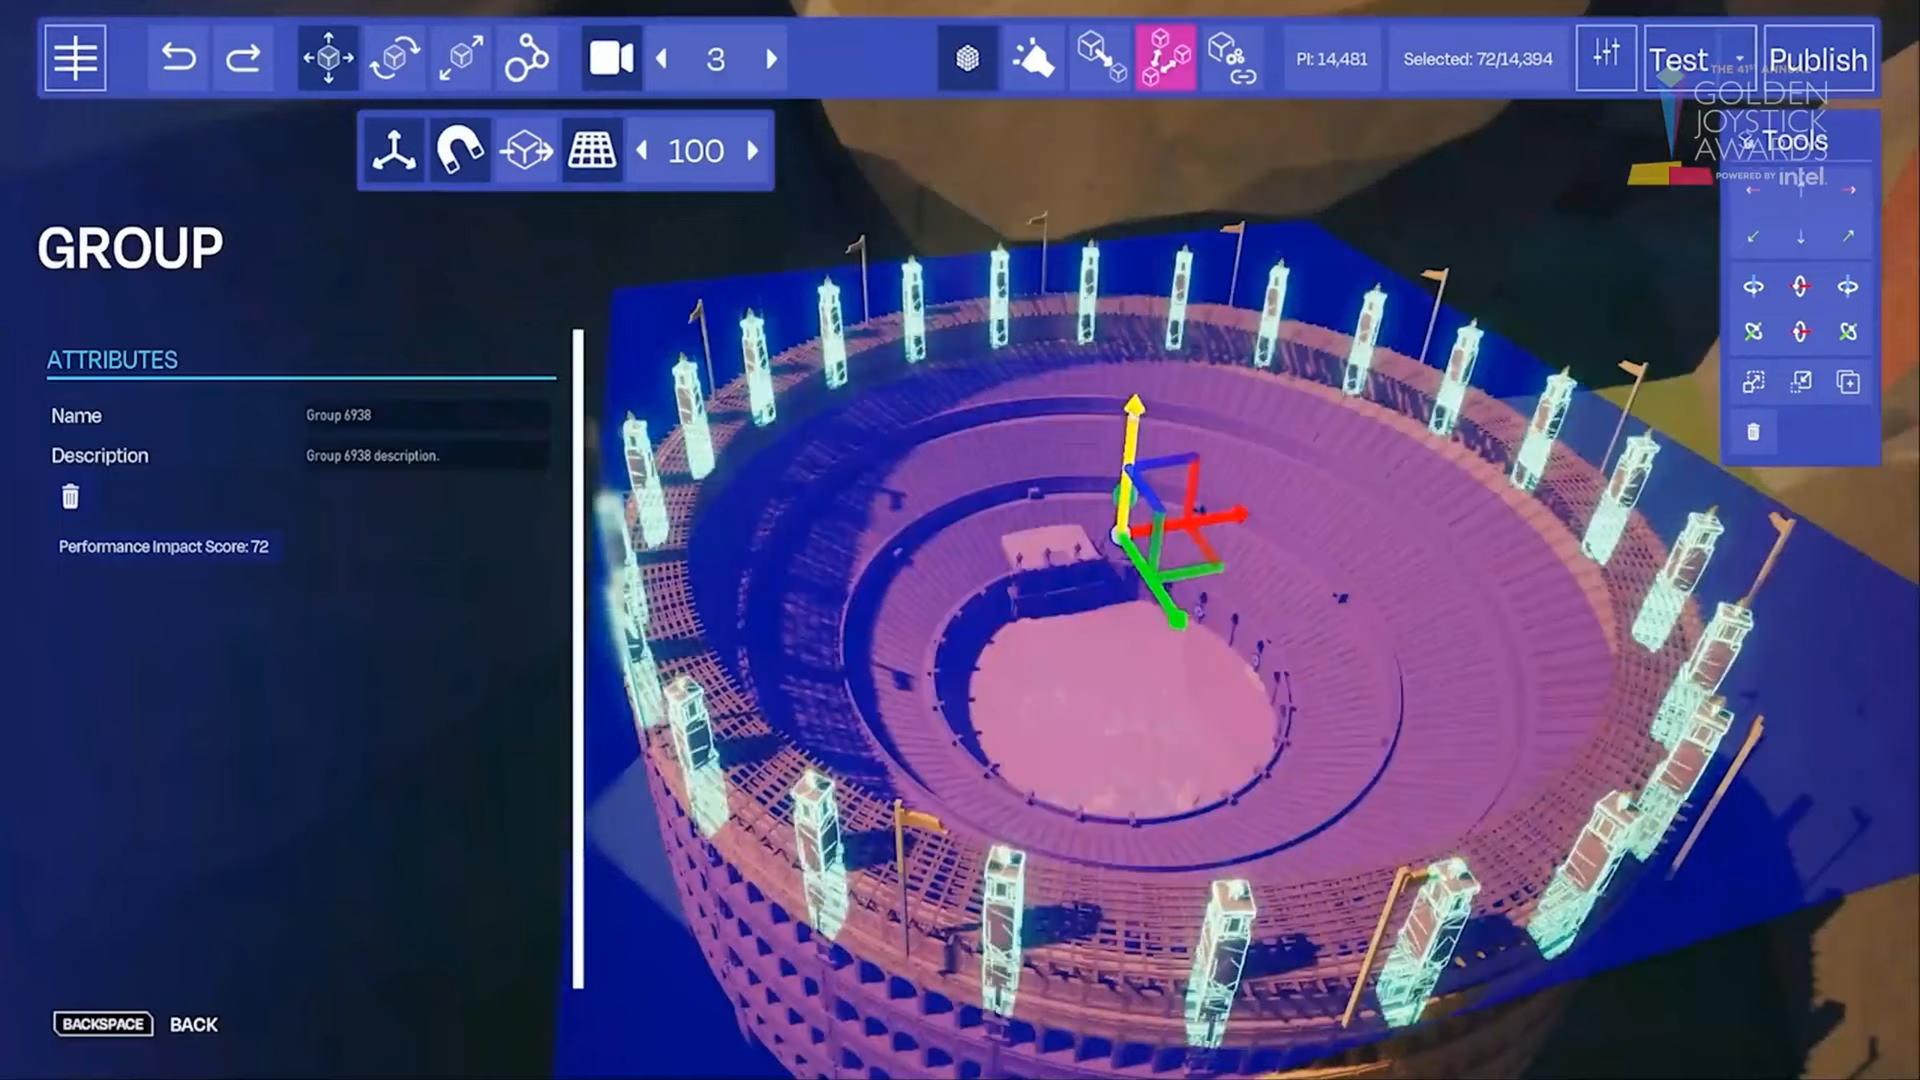 3
PI: 14,481
Selected: 72/14,394
Test
Publish
THE 41ST ANNUAL
GOLDEN
JOYSTICK
AWARDS
POWERED BY intel.
Tools
100
GROUP
ATTRIBUTES
Name
Group 6938
Description
Group 6938 description.
Performance Impact Score: 72
BACKSPACE
BACK